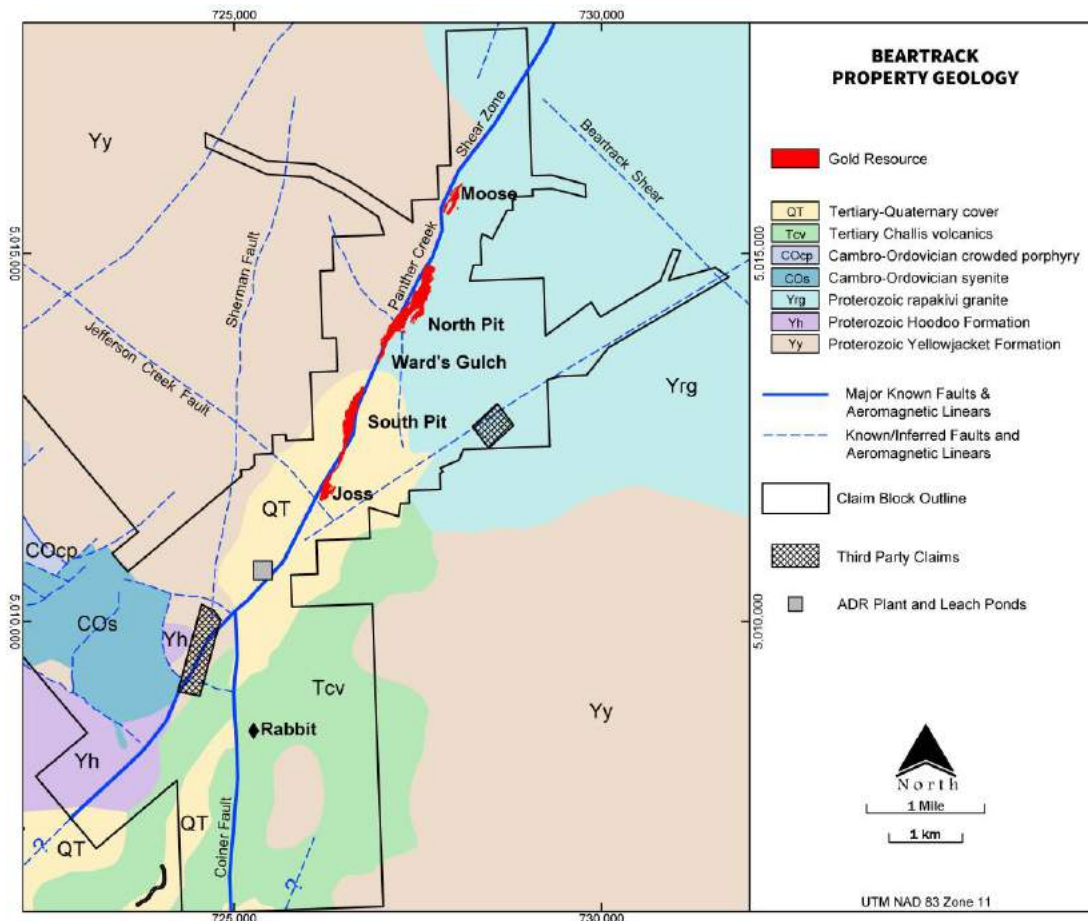 725,000
730,000
BEARTRACK
PROPERTY GEOLOGY
Gold Resource
QT
Tertiary-Quaternary cover
Tcv
Tertiary Challis volcanics
COcp
Cambro-Ordovician crowded porphyry
COs
Cambro-Ordovician syenite
Yrg
Proterozoic rapakivi granite
Yh
Proterozoic Hoodoo Formation
Yy
Proterozoic Yellowjacket Formation
Major Known Faults &
Aeromagnetic Linears
Known/Inferred Faults and
Aeromagnetic Linears
Claim Block Outline
Third Party Claims
ADR Plant and Leach Ponds
North
1 Mile
1 km
UTM NAD 83 Zone 11
Yy
Shear Zone
Beartrack Shear
Moose
5,015,000
5,015,000
Sherman Fault
Panther Creek
Jefferson Creek Fault
North Pit
Ward's Gulch
Yrg
South Pit
Joss
QT
COcp
COs
Yh
5,010,000
5,010,000
Tcv
Yy
Rabbit
Yh
QT
QT
Coiner Fault
?
?
725,000
730,000